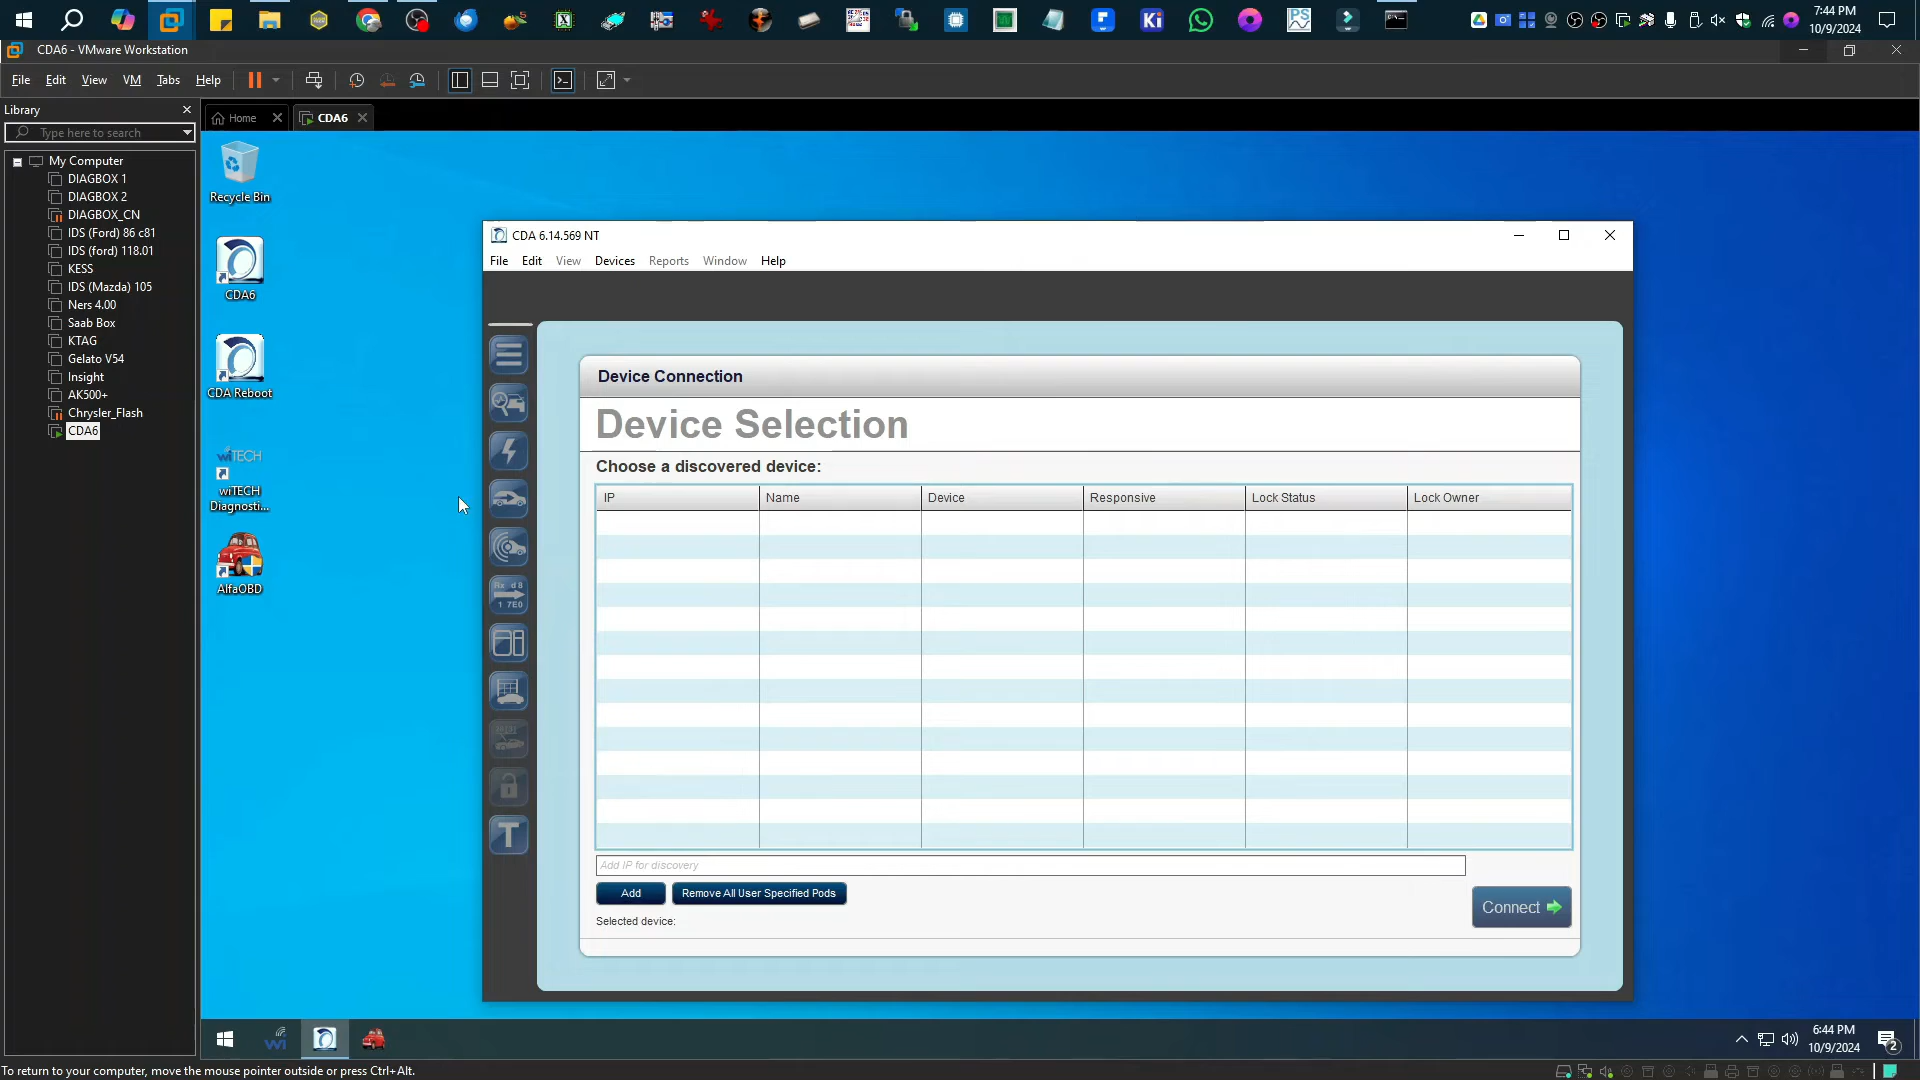 7:44 PM
10/9/2024
CDA6 - VMware Workstation
File Edit View VM Tabs Help
Library
Type here to search
Home
CDA6
My Computer
DIAGBOX 1
DIAGBOX 2
DIAGBOX_CN
IDS (Ford) 86 c81
IDS (ford) 118.01
KESS
IDS (Mazda) 105
Ners 4.00
Saab Box
KTAG
Gelato V54
Insight
AK500+
Chrysler_Flash
CDA6
Recycle Bin
CDA6
CDA Reboot
wiTECH
wiTECH
Diagnosti...
AlfaOBD
CDA 6.14.569 NT
File Edit View Devices Reports Window Help
Device Connection
Device Selection
Choose a discovered device:
IP Name Device Responsive Lock Status Lock Owner
Rx d8
1 7E0
T
Add IP for discovery
Add Remove All User Specified Pods
Connect
Selected device:
6:44 PM
10/9/2024
2
To return to your computer, move the mouse pointer outside or press Ctrl+Alt.